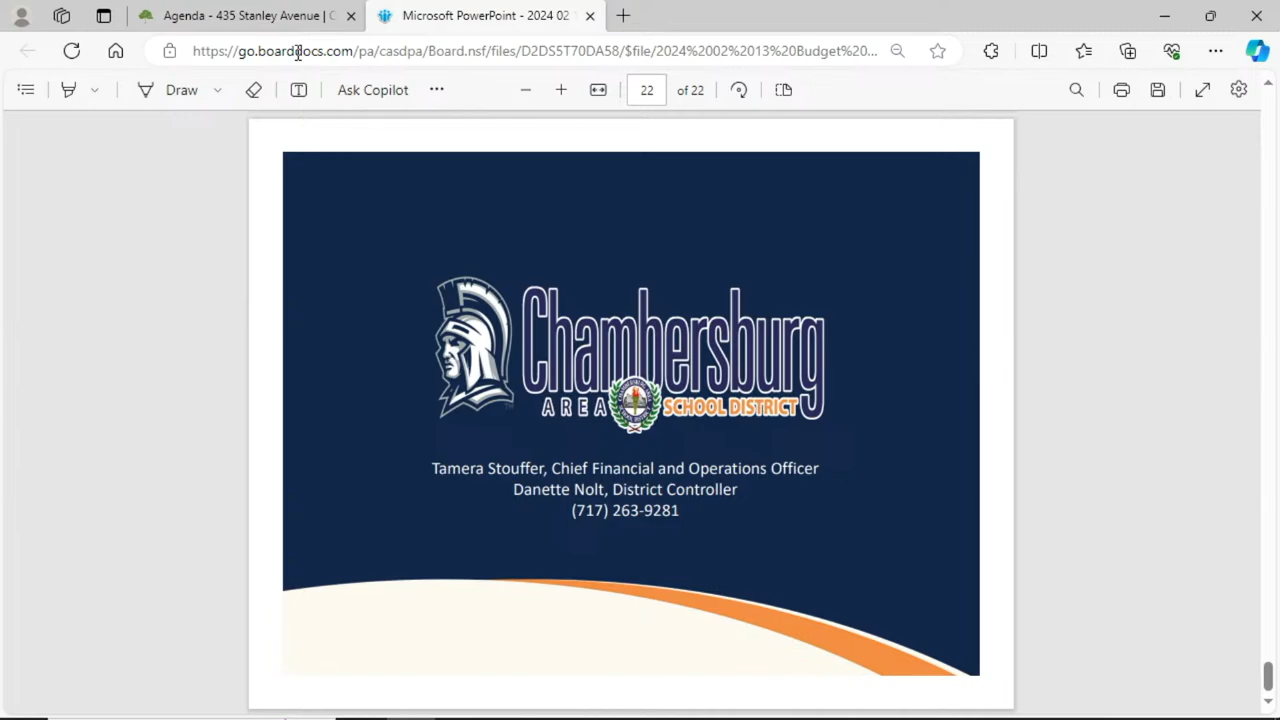 Agenda - 435 Stanley Avenue | C
Microsoft PowerPoint - 2024 02
https://go.boarddocs.com/pa/casdpa/Board.nsf/files/D2DS5T70DA58/$file/2024%2002%2013%20Budget%20...
Draw
Ask Copilot
22 of 22
Chambersburg
AREA SCHOOL DISTRICT
Tamera Stouffer, Chief Financial and Operations Officer
Danette Nolt, District Controller
(717) 263-9281